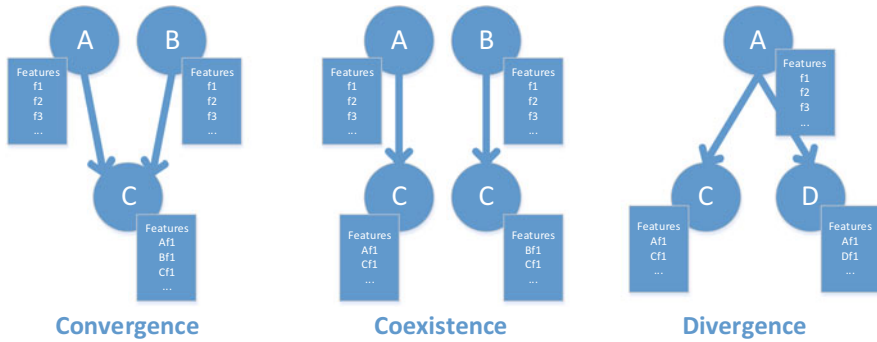 A
Features
f1
f2
f3
...
B
Features
f1
f2
f3
...
C
Features
Af1
Bf1
Cf1
...
Convergence
A
Features
f1
f2
f3
...
B
Features
f1
f2
f3
...
C
Features
Af1
Cf1
...
C
Features
Bf1
Cf1
...
Coexistence
A
Features
f1
f2
f3
...
C
Features
Af1
Cf1
...
D
Features
Af1
Df1
...
Divergence